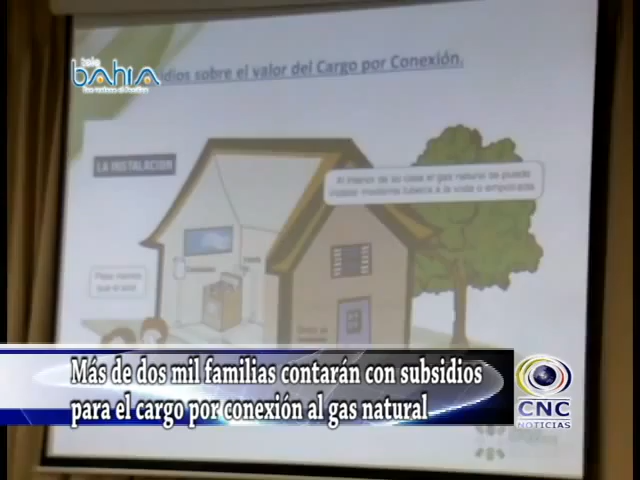 tele
BAHIA
dios sobre el valor del Cargo por Conexión.
LA INSTALACION
Al interior de su casa el gas natural se puede
instalar mediante tubería a la vista o empotrada
Más de dos mil familias contarán con subsidios
para el cargo por conexión al gas natural
CNC
NOTICIAS